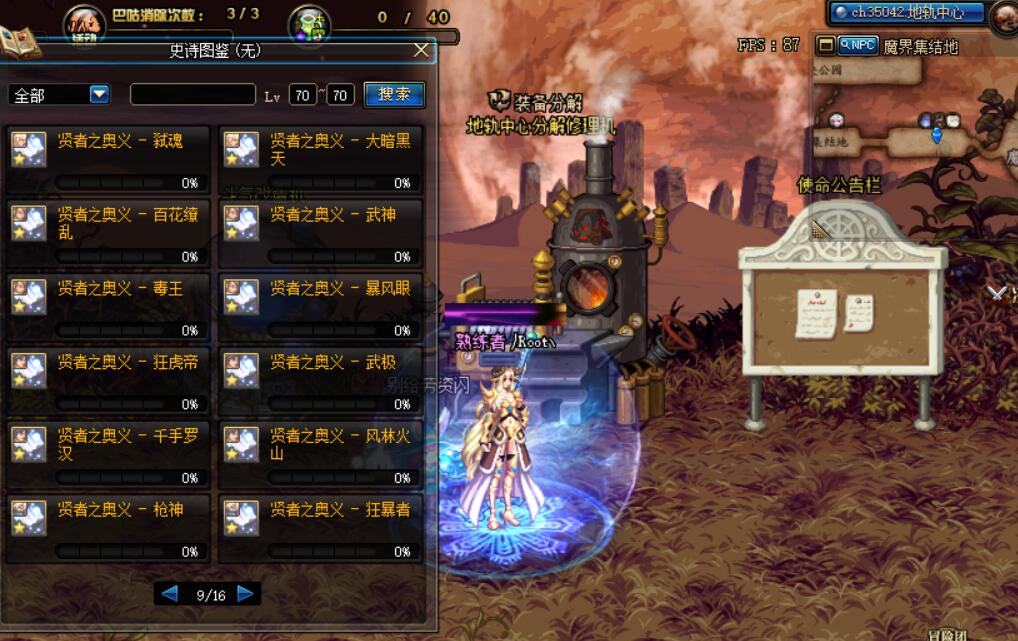 巴咕消除次数： 3 / 3
活动
0 / 40
ch35042.地轨中心
史诗图鉴（无）
FPS : 87
NPC
魔界集结地
全部
Lv 70 ~ 70 搜索
装备分解
地轨中心分解修理机
公园
集结地
使命公告栏
贤者之奥义 - 弑魂
0%
贤者之奥义 - 大暗黑天
0%
贤者之奥义 - 百花缭乱
0%
贤者之奥义 - 武神
0%
贤者之奥义 - 毒王
0%
贤者之奥义 - 暴风眼
0%
熟练者 /Root\
贤者之奥义 - 狂虎帝
0%
贤者之奥义 - 武极
0%
贤者之奥义 - 千手罗汉
0%
贤者之奥义 - 风林火山
0%
贤者之奥义 - 枪神
0%
贤者之奥义 - 狂暴者
0%
9/16
冒险团